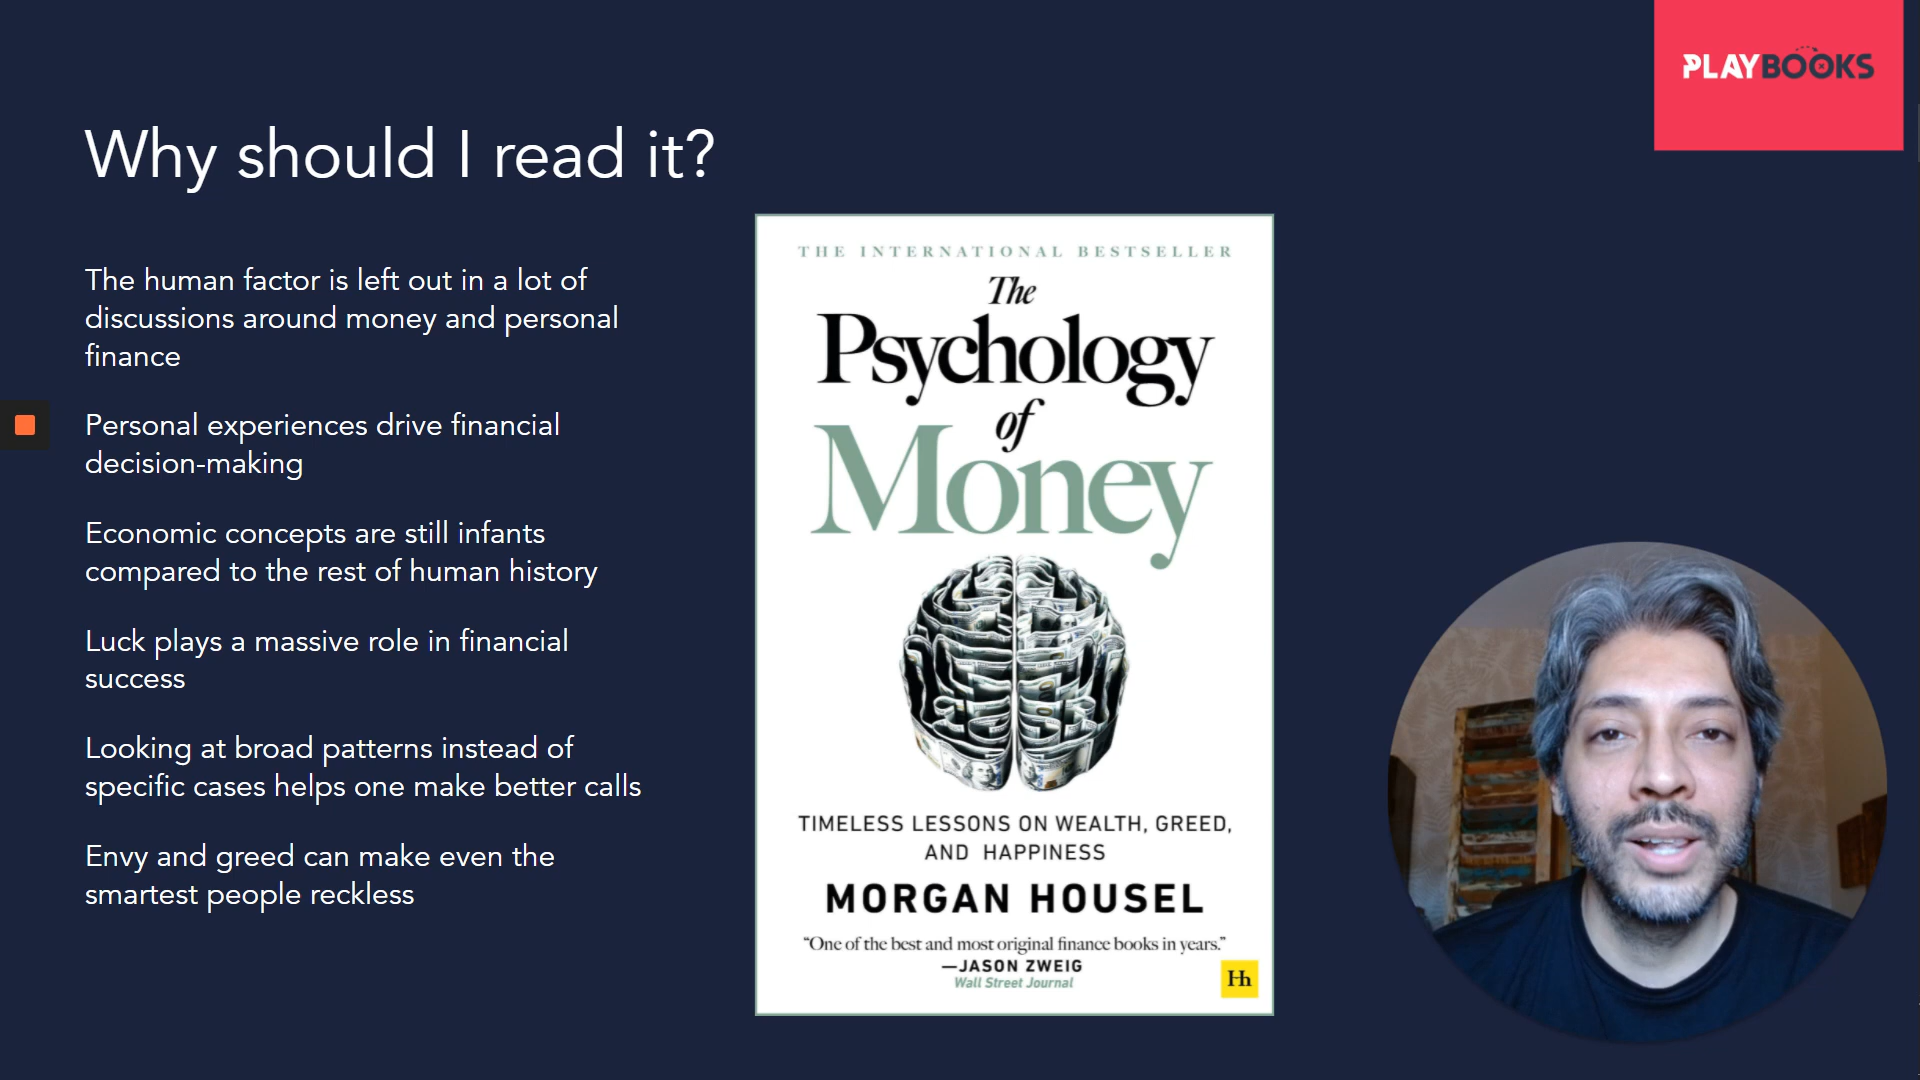 PLAYBOOKS
Why should I read it?
The human factor is left out in a lot of
discussions around money and personal
finance
Personal experiences drive financial
decision-making
Economic concepts are still infants
compared to the rest of human history
Luck plays a massive role in financial
success
Looking at broad patterns instead of
specific cases helps one make better calls
Envy and greed can make even the
smartest people reckless
THE INTERNATIONAL BESTSELLER
The
Psychology
of
Money
TIMELESS LESSONS ON WEALTH, GREED,
AND HAPPINESS
MORGAN HOUSEL
“One of the best and most original finance books in years.”
—JASON ZWEIG
Wall Street Journal
Hh